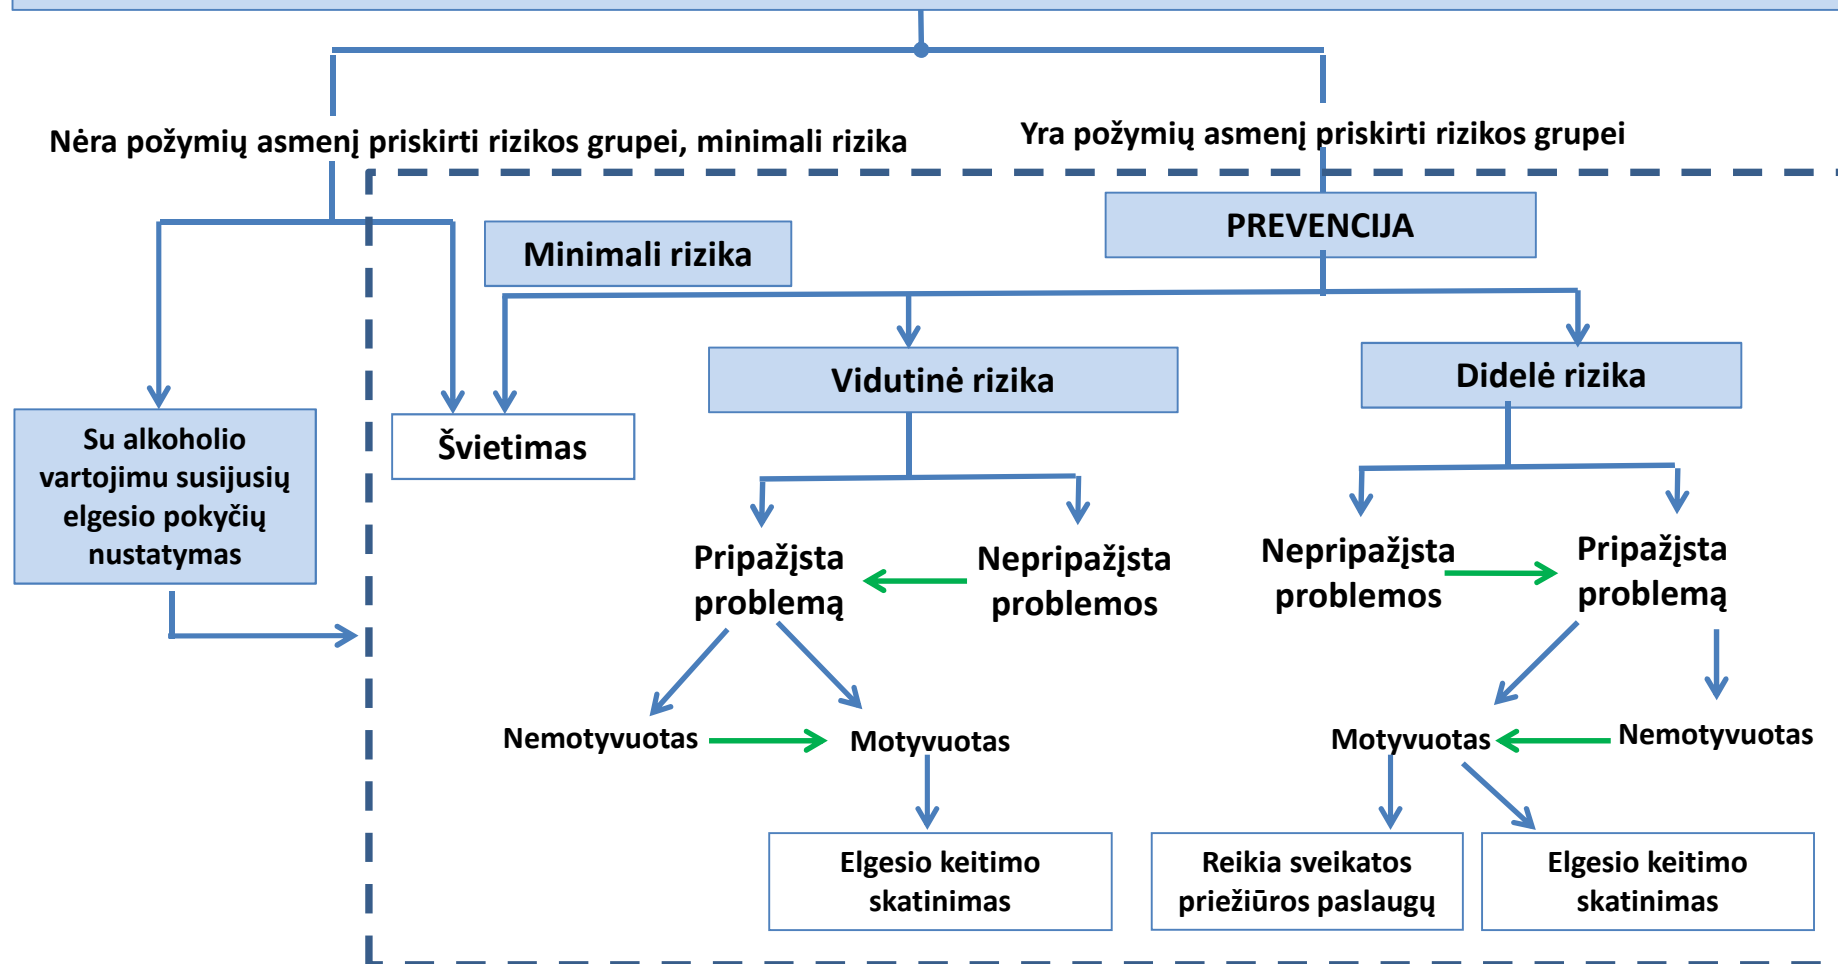 Nėra požymių asmenį priskirti rizikos grupei, minimali rizika
Yra požymių asmenį priskirti rizikos grupei
PREVENCIJA
Minimali rizika
Vidutinė rizika
Didelė rizika
Su alkoholio
vartojimu susijusių
elgesio pokyčių
nustatymas
Švietimas
Pripažįsta
problemą
Nepripažįsta
problemos
Nepripažįsta
problemos
Pripažįsta
problemą
Nemotyvuotas
Motyvuotas
Motyvuotas
Nemotyvuotas
Elgesio keitimo
skatinimas
Reikia sveikatos
priežiūros paslaugų
Elgesio keitimo
skatinimas